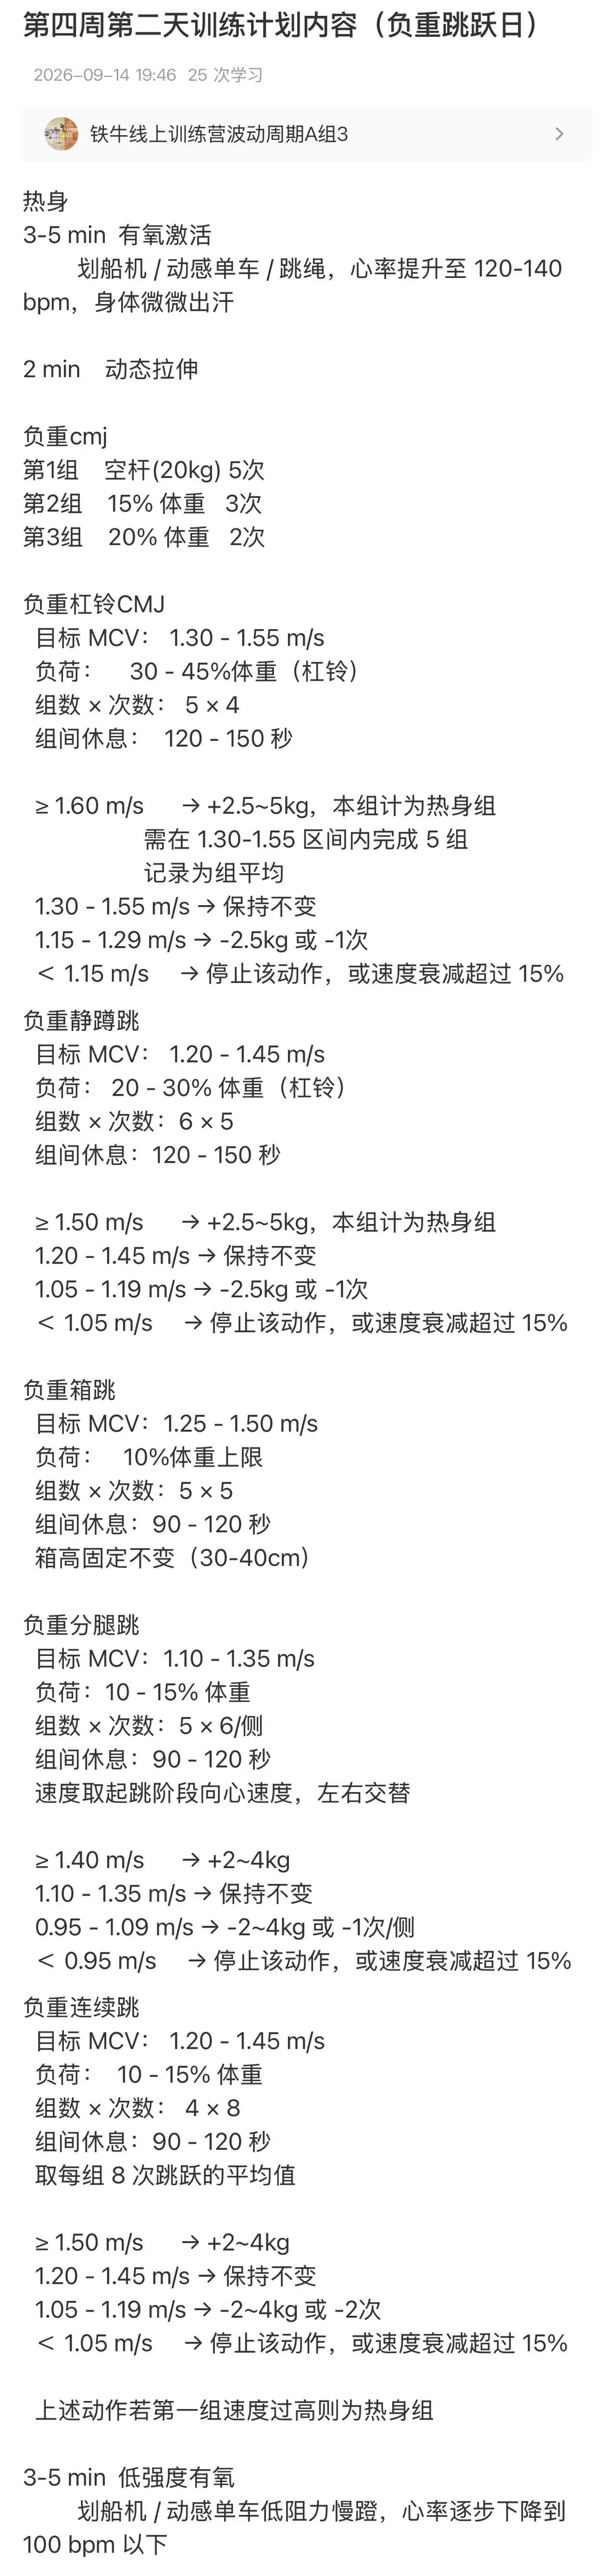 第四周第二天训练计划内容（负重跳跃日）
2026-09-14 19:46 25 次学习
铁牛线上训练营波动周期A组3
热身
3-5 min 有氧激活
划船机 / 动感单车 / 跳绳，心率提升至 120-140
bpm，身体微微出汗
2 min 动态拉伸
负重cmj
第1组 空杆(20kg) 5次
第2组 15% 体重 3次
第3组 20% 体重 2次
负重杠铃CMJ
目标 MCV： 1.30 - 1.55 m/s
负荷： 30 - 45%体重（杠铃）
组数 × 次数： 5 × 4
组间休息： 120 - 150 秒
≥ 1.60 m/s → +2.5~5kg，本组计为热身组
需在 1.30-1.55 区间内完成 5 组
记录为组平均
1.30 - 1.55 m/s → 保持不变
1.15 - 1.29 m/s → -2.5kg 或 -1次
< 1.15 m/s → 停止该动作，或速度衰减超过 15%
负重静蹲跳
目标 MCV： 1.20 - 1.45 m/s
负荷： 20 - 30% 体重（杠铃）
组数 × 次数：6 × 5
组间休息：120 - 150 秒
≥ 1.50 m/s → +2.5~5kg，本组计为热身组
1.20 - 1.45 m/s → 保持不变
1.05 - 1.19 m/s → -2.5kg 或 -1次
< 1.05 m/s → 停止该动作，或速度衰减超过 15%
负重箱跳
目标 MCV：1.25 - 1.50 m/s
负荷： 10%体重上限
组数 × 次数：5 × 5
组间休息：90 - 120 秒
箱高固定不变（30-40cm）
负重分腿跳
目标 MCV：1.10 - 1.35 m/s
负荷：10 - 15% 体重
组数 × 次数：5 × 6/侧
组间休息：90 - 120 秒
速度取起跳阶段向心速度，左右交替
≥ 1.40 m/s → +2~4kg
1.10 - 1.35 m/s → 保持不变
0.95 - 1.09 m/s → -2~4kg 或 -1次/侧
< 0.95 m/s → 停止该动作，或速度衰减超过 15%
负重连续跳
目标 MCV： 1.20 - 1.45 m/s
负荷： 10 - 15% 体重
组数 × 次数： 4 × 8
组间休息：90 - 120 秒
取每组 8 次跳跃的平均值
≥ 1.50 m/s → +2~4kg
1.20 - 1.45 m/s → 保持不变
1.05 - 1.19 m/s → -2~4kg 或 -2次
< 1.05 m/s → 停止该动作，或速度衰减超过 15%
上述动作若第一组速度过高则为热身组
3-5 min 低强度有氧
划船机 / 动感单车低阻力慢蹬，心率逐步下降到
100 bpm 以下